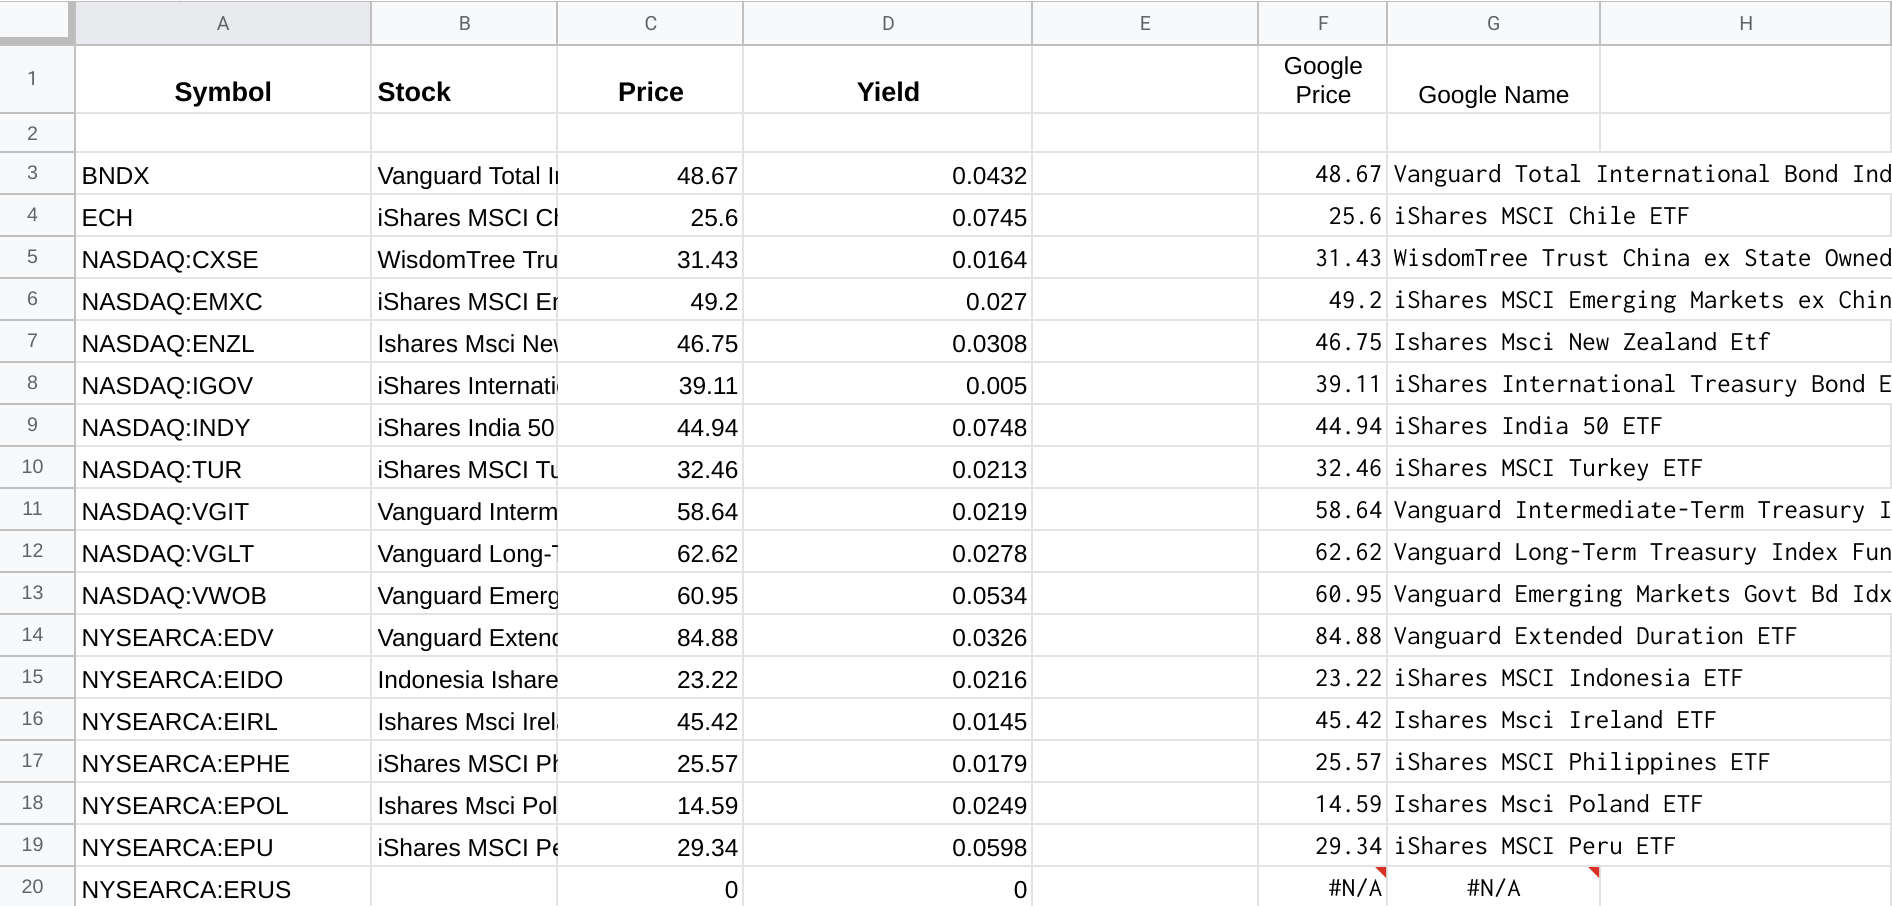 A B C D E F G H
1 Symbol Stock Price Yield Google Price Google Name
2
3 BNDX Vanguard Total I 48.67 0.0432 48.67 Vanguard Total International Bond Ind
4 ECH iShares MSCI Ch 25.6 0.0745 25.6 iShares MSCI Chile ETF
5 NASDAQ:CXSE WisdomTree Tru 31.43 0.0164 31.43 WisdomTree Trust China ex State Owned
6 NASDAQ:EMXC iShares MSCI Er 49.2 0.027 49.2 iShares MSCI Emerging Markets ex Chin
7 NASDAQ:ENZL Ishares Msci New 46.75 0.0308 46.75 Ishares Msci New Zealand Etf
8 NASDAQ:IGOV iShares Internati 39.11 0.005 39.11 iShares International Treasury Bond E
9 NASDAQ:INDY iShares India 50 44.94 0.0748 44.94 iShares India 50 ETF
10 NASDAQ:TUR iShares MSCI Tu 32.46 0.0213 32.46 iShares MSCI Turkey ETF
11 NASDAQ:VGIT Vanguard Interm 58.64 0.0219 58.64 Vanguard Intermediate-Term Treasury I
12 NASDAQ:VGLT Vanguard Long-T 62.62 0.0278 62.62 Vanguard Long-Term Treasury Index Fun
13 NASDAQ:VWOB Vanguard Emerg 60.95 0.0534 60.95 Vanguard Emerging Markets Govt Bd Idx
14 NYSEARCA:EDV Vanguard Extend 84.88 0.0326 84.88 Vanguard Extended Duration ETF
15 NYSEARCA:EIDO Indonesia Ishare 23.22 0.0216 23.22 iShares MSCI Indonesia ETF
16 NYSEARCA:EIRL Ishares Msci Irel 45.42 0.0145 45.42 Ishares Msci Ireland ETF
17 NYSEARCA:EPHE iShares MSCI Ph 25.57 0.0179 25.57 iShares MSCI Philippines ETF
18 NYSEARCA:EPOL Ishares Msci Pol 14.59 0.0249 14.59 Ishares Msci Poland ETF
19 NYSEARCA:EPU iShares MSCI Pe 29.34 0.0598 29.34 iShares MSCI Peru ETF
20 NYSEARCA:ERUS 0 0 #N/A #N/A